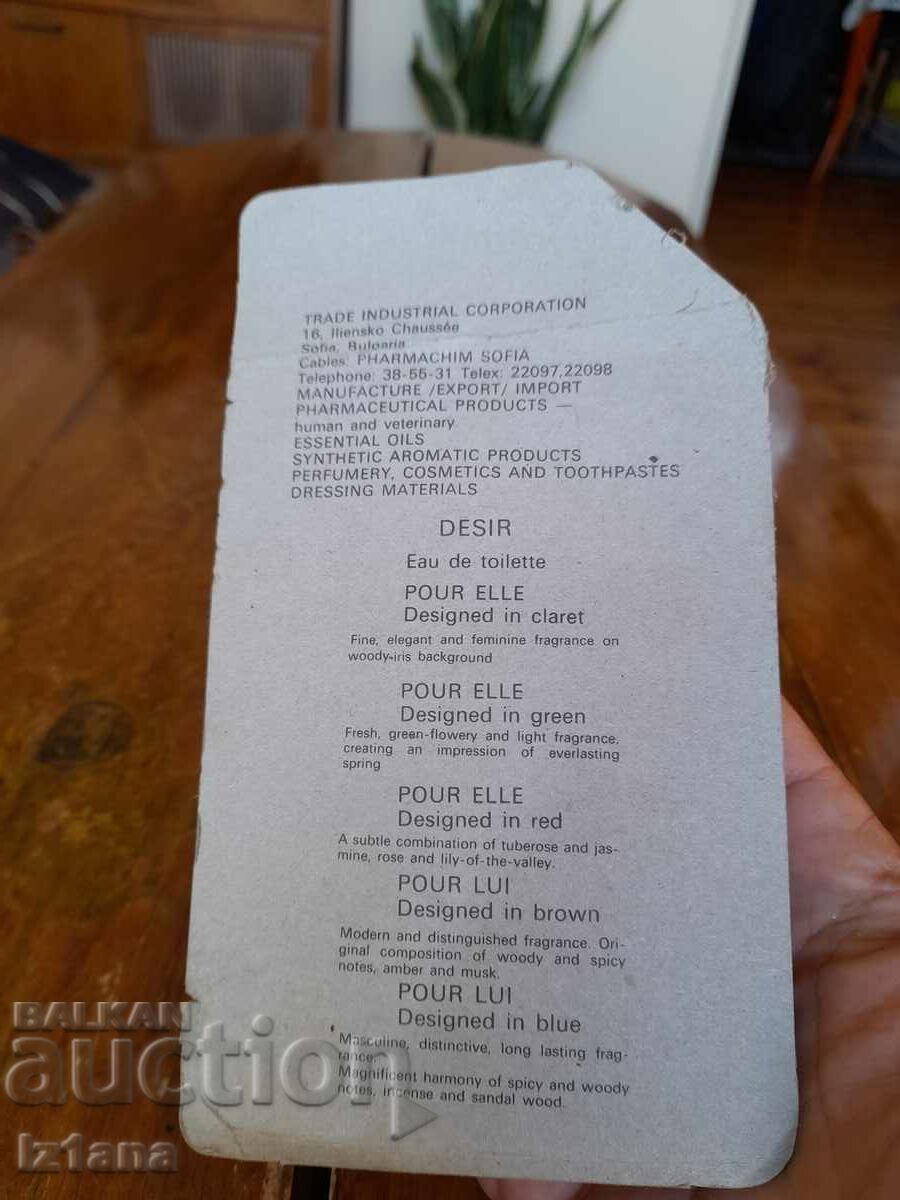 TRADE INDUSTRIAL CORPORATION
16, Iliensko Chaussée
Sofia, Bulgaria
Cables: PHARMACHIM SOFIA
Telephone: 38-55-31 Telex: 22097,22098
MANUFACTURE /EXPORT/ IMPORT
PHARMACEUTICAL PRODUCTS —
human and veterinary
ESSENTIAL OILS
SYNTHETIC AROMATIC PRODUCTS
PERFUMERY, COSMETICS AND TOOTHPASTES
DRESSING MATERIALS
DESIR
Eau de toilette
POUR ELLE
Designed in claret
Fine, elegant and feminine fragrance on
woody-iris background
POUR ELLE
Designed in green
Fresh, green-flowery and light fragrance,
creating an impression of everlasting
spring
POUR ELLE
Designed in red
A subtle combination of tuberose and jas-
mine, rose and lily-of-the-valley.
POUR LUI
Designed in brown
Modern and distinguished fragrance. Ori-
ginal composition of woody and spicy
notes, amber and musk.
POUR LUI
Designed in blue
Masculine, distinctive, long lasting frag-
rance.
Magnificent harmony of spicy and woody
notes, incense and sandal wood.
BALKAN
auction
Iz1ana